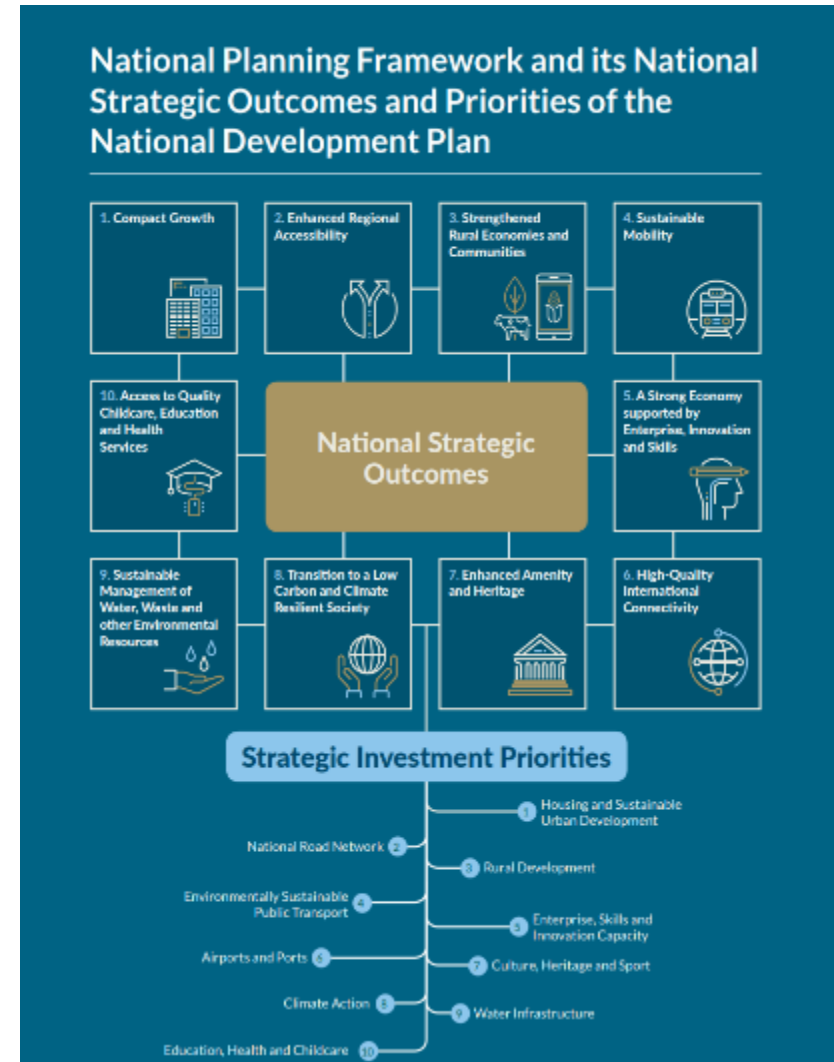 National Planning Framework and its National
Strategic Outcomes and Priorities of the
National Development Plan
1. Compact Growth
2. Enhanced Regional
Accessibility
3. Strengthened
Rural Economies and
Communities
4. Sustainable
Mobility
10. Access to Quality
Childcare, Education
and Health
Services
National Strategic
Outcomes
5. A Strong Economy
supported by
Enterprise, Innovation
and Skills
9. Sustainable
Management of
Water, Waste and
other Environmental
Resources
8. Transition to a Low
Carbon and Climate
Resilient Society
7. Enhanced Amenity
and Heritage
6. High-Quality
International
Connectivity
Strategic Investment Priorities
1 Housing and Sustainable
Urban Development
National Road Network 2
3 Rural Development
Environmentally Sustainable
Public Transport 4
5 Enterprise, Skills and
Innovation Capacity
Airports and Ports 6
7 Culture, Heritage and Sport
Climate Action 8
9 Water Infrastructure
Education, Health and Childcare 10